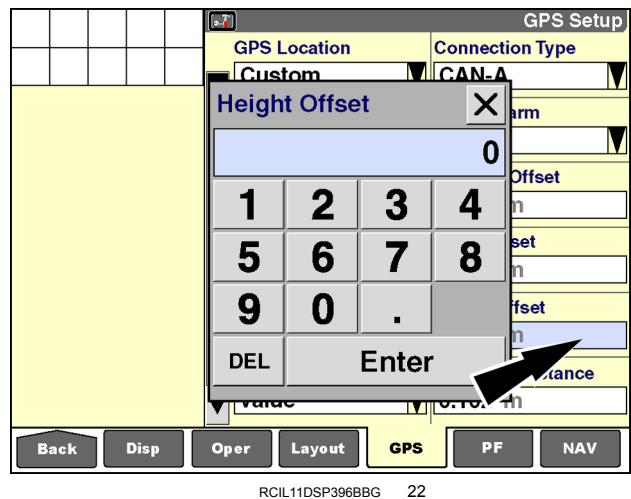 GPS Setup
GPS Location
Connection Type
Custom
CAN-A
Height Offset
arm
0
Offset
m
1 2 3 4
set
m
5 6 7 8
ffset
m
9 0 .
DEL Enter
tance
m
Back Disp Oper Layout GPS PF NAV
RCIL11DSP396BBG 22